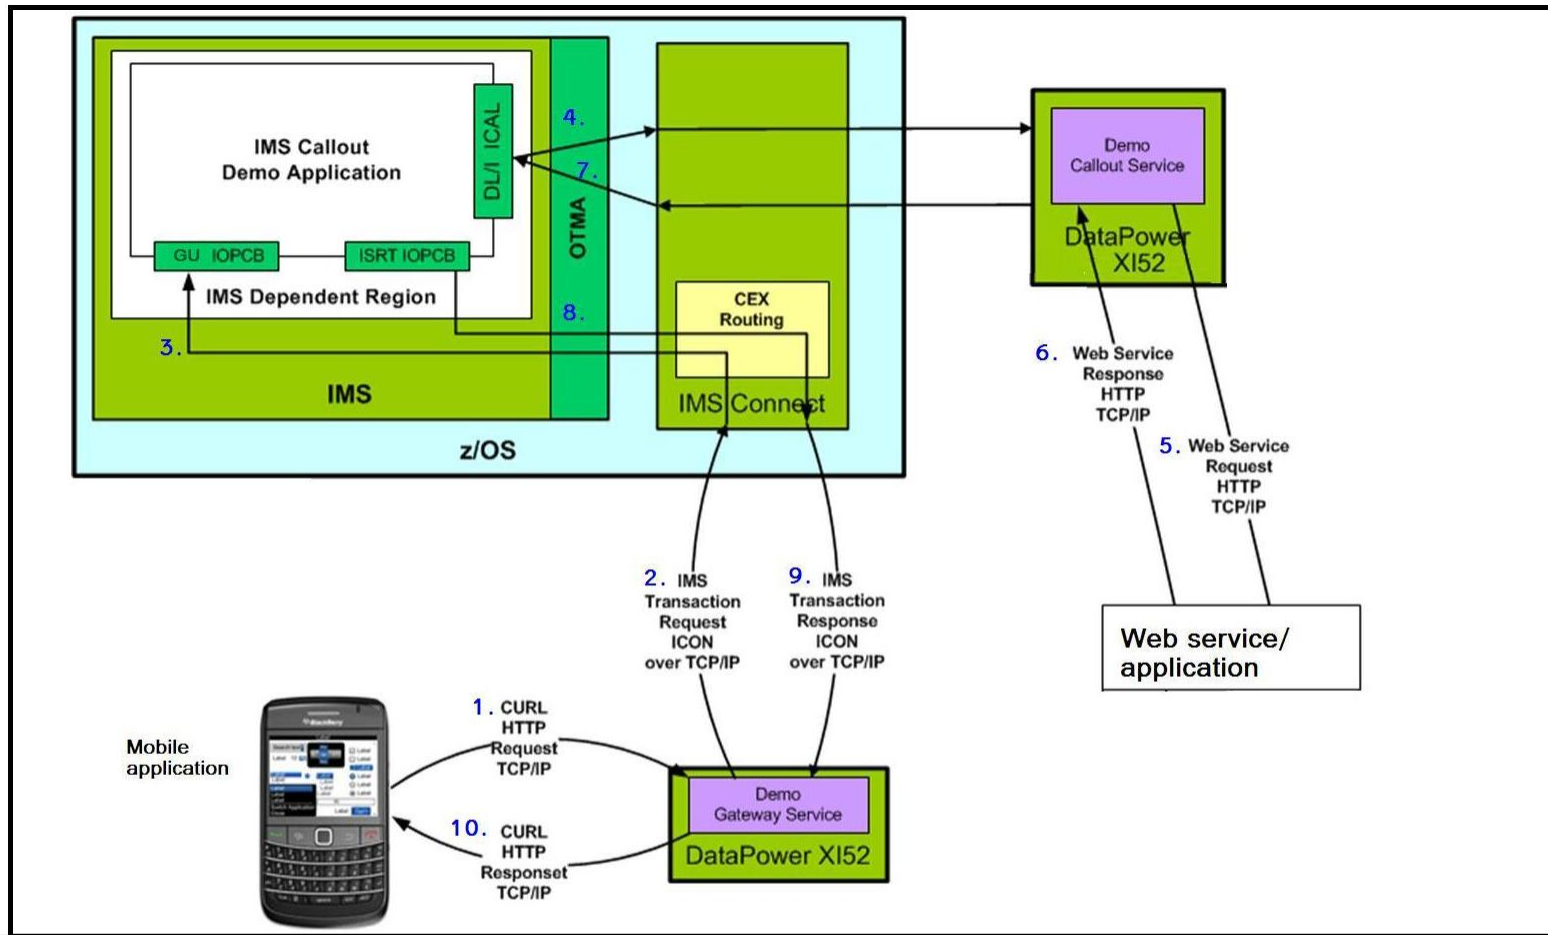 IMS Callout
Demo Application
DL/I ICAL
GU IOPCB
ISRT IOPCB
IMS Dependent Region
IMS
OTMA
z/OS
3.
4.
7.
8.
CEX
Routing
IMS Connect
Demo
Callout Service
DataPower
XI52
6. Web Service
Response
HTTP
TCP/IP
5. Web Service
Request
HTTP
TCP/IP
Web service/
application
2. IMS
Transaction
Request
ICON
over TCP/IP
9. IMS
Transaction
Response
ICON
over TCP/IP
Mobile
application
BlackBerry
1. CURL
HTTP
Request
TCP/IP
10. CURL
HTTP
Responset
TCP/IP
Demo
Gateway Service
DataPower XI52